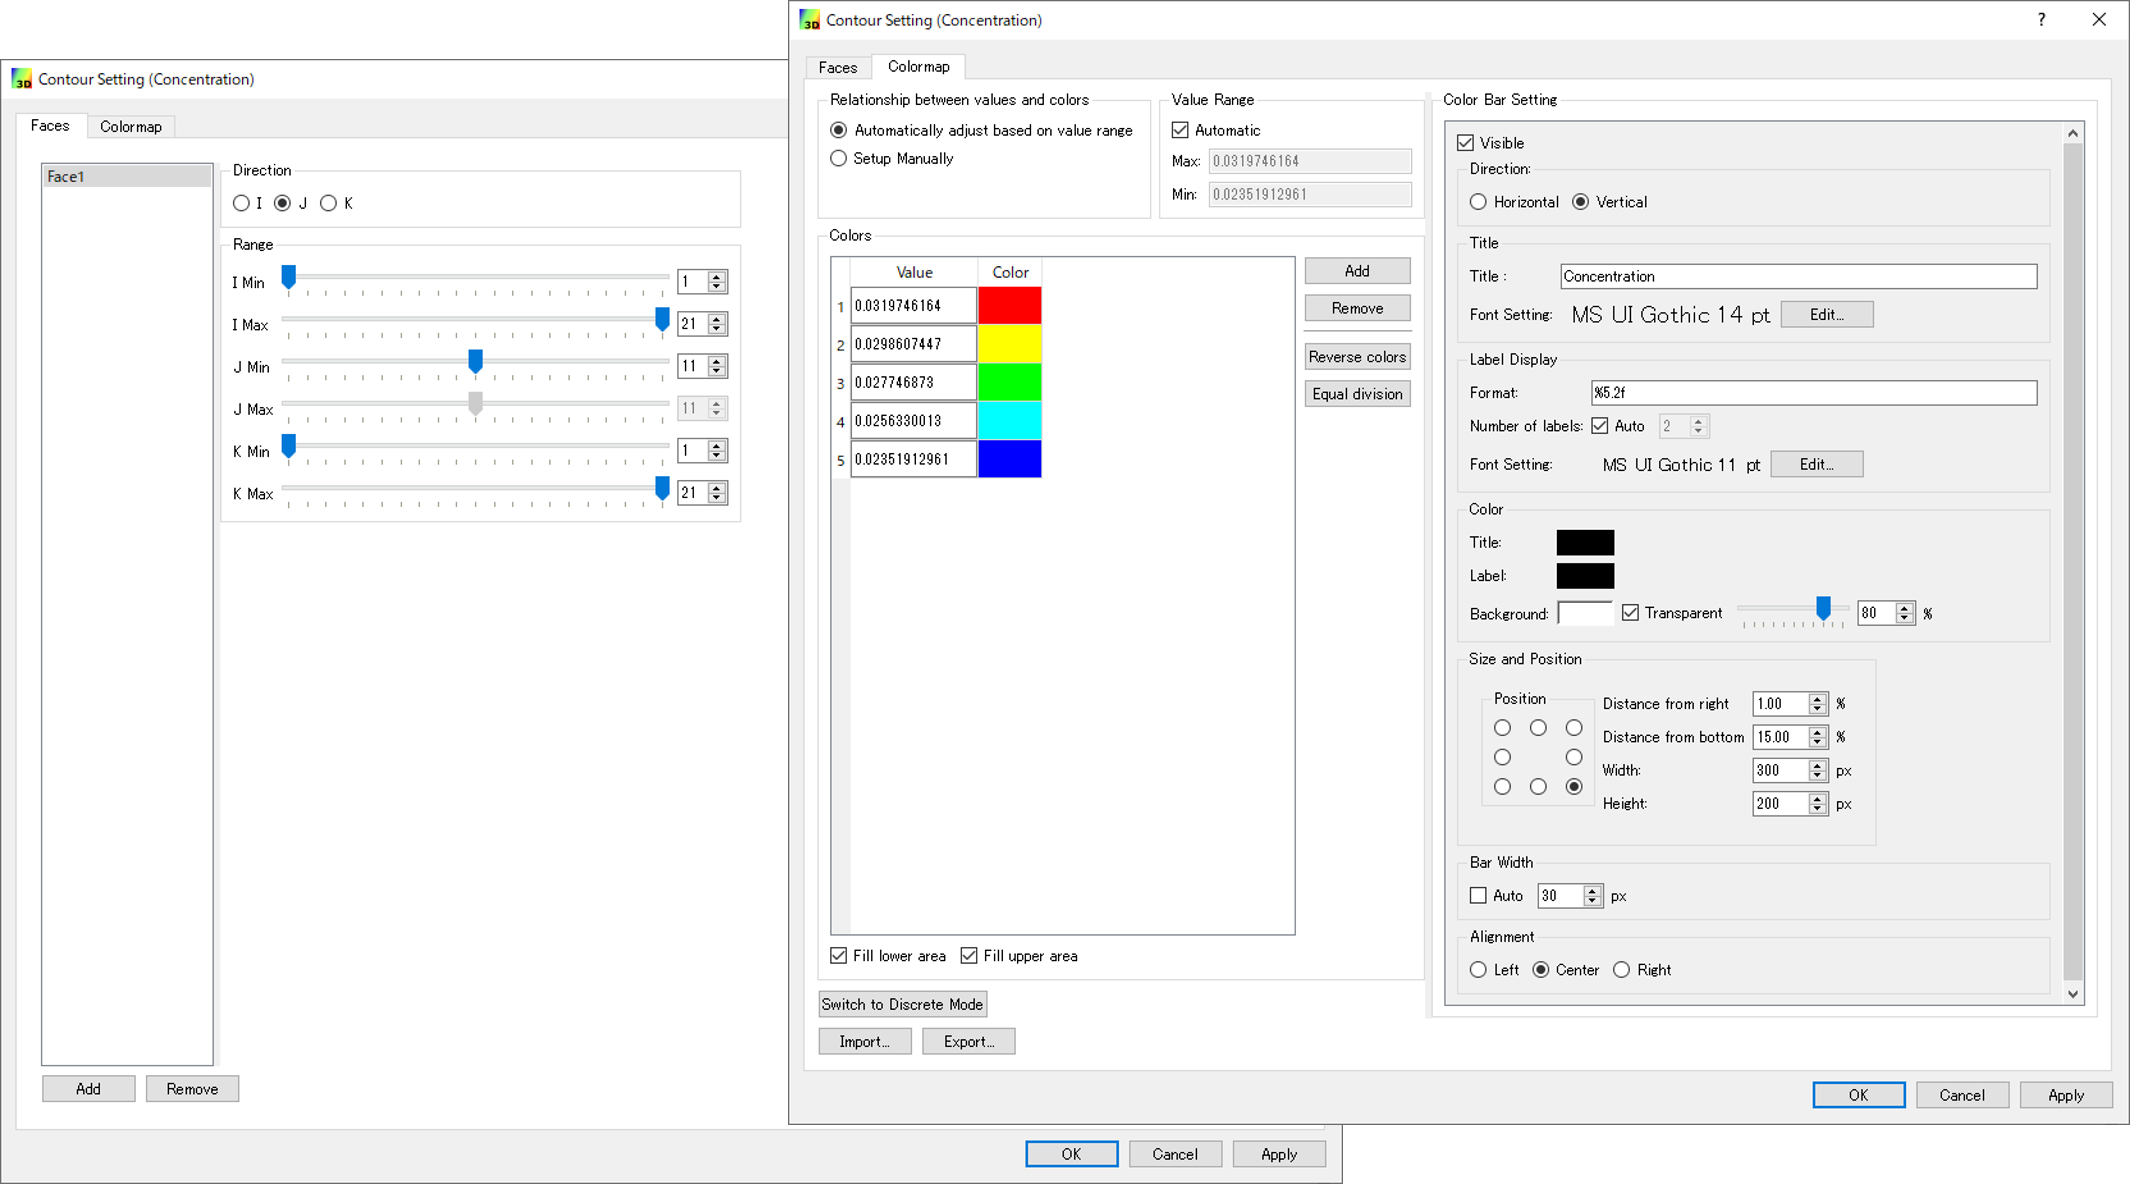 Contour Setting (Concentration)
Faces Colormap
Face1
Direction
I J K
Range
I Min 1
I Max 21
J Min 11
J Max 11
K Min 1
K Max 21
Add Remove
OK Cancel Apply
3D Contour Setting (Concentration) ?
Faces Colormap
Relationship between values and colors
Automatically adjust based on value range
Setup Manually
Value Range
Automatic
Max: 0.0319746164
Min: 0.02351912961
Colors
Value Color
1 0.0319746164
2 0.0298607447
3 0.027746873
4 0.0256330013
5 0.02351912961
Add
Remove
Reverse colors
Equal division
Fill lower area Fill upper area
Switch to Discrete Mode
Import... Export...
Color Bar Setting
Visible
Direction:
Horizontal Vertical
Title
Title : Concentration
Font Setting: MS UI Gothic 14 pt Edit...
Label Display
Format: %5.2f
Number of labels: Auto 2
Font Setting: MS UI Gothic 11 pt Edit...
Color
Title:
Label:
Background: Transparent 80 %
Size and Position
Position
Distance from right 1.00 %
Distance from bottom 15.00 %
Width: 300 px
Height: 200 px
Bar Width
Auto 30 px
Alignment
Left Center Right
OK Cancel Apply